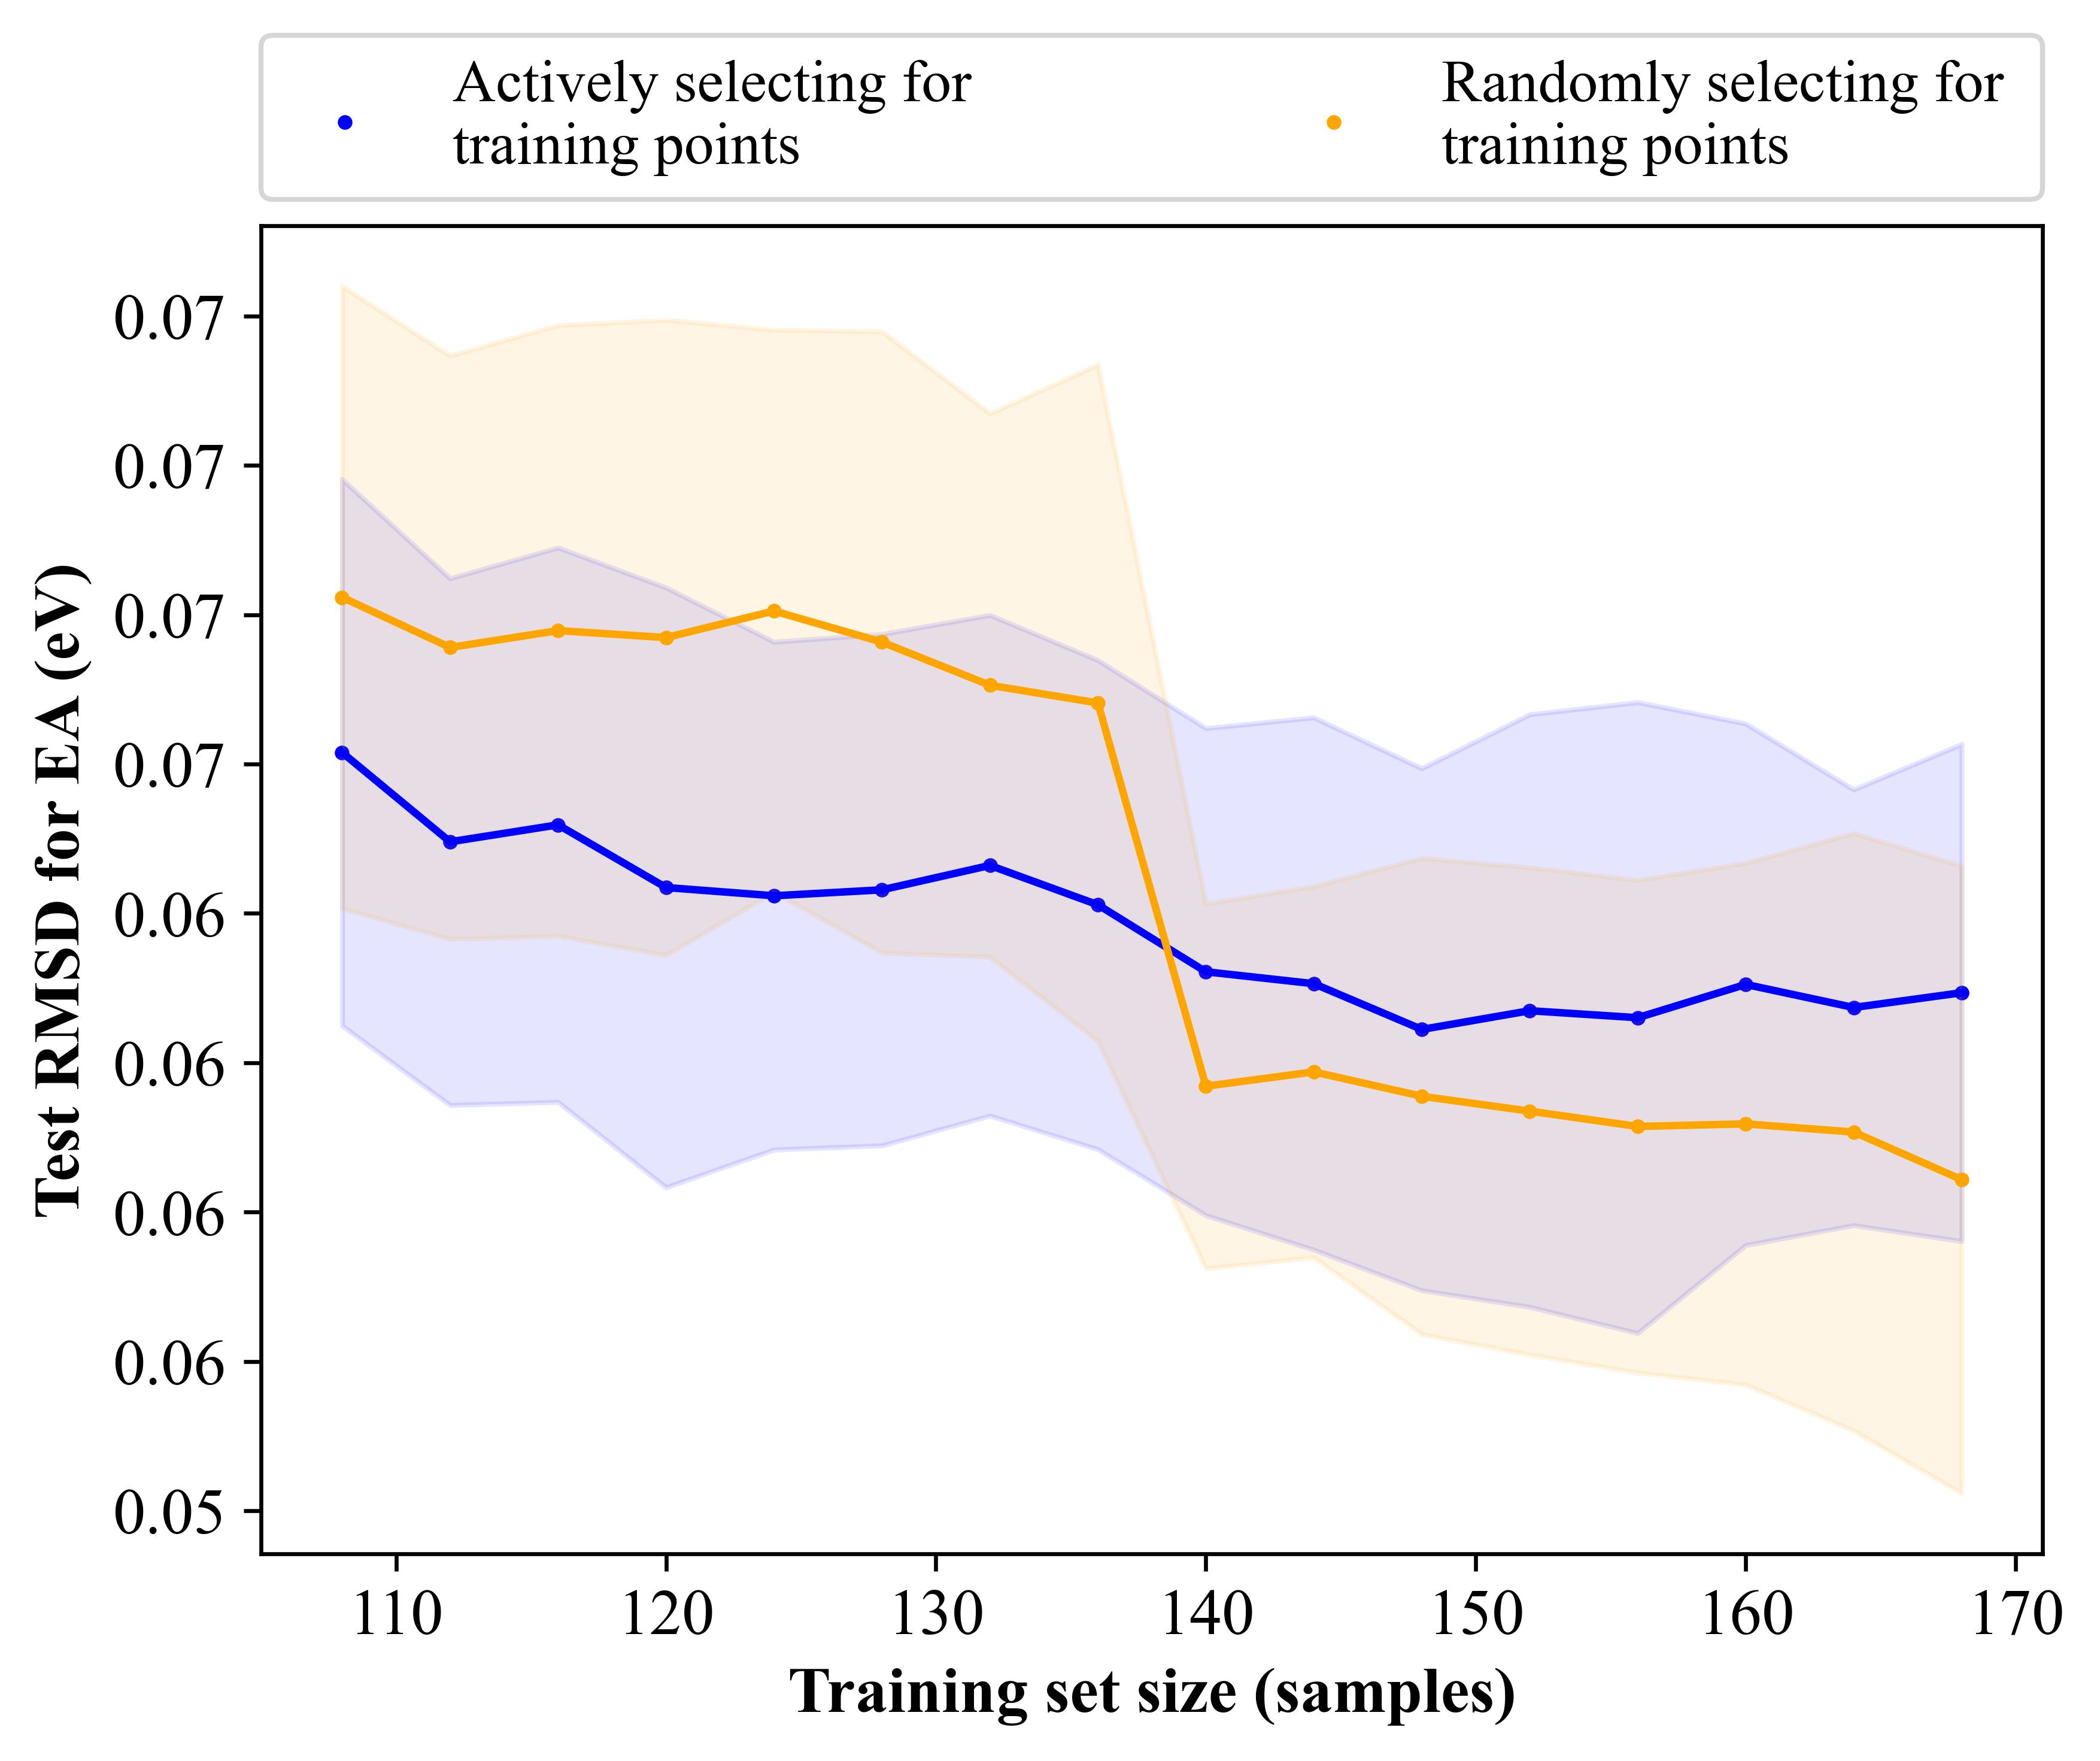 Actively selecting for
training points
Randomly selecting for
training points
0.07
0.07
0.07
0.07
0.06
0.06
0.06
0.06
0.05
Test RMSD for EA (eV)
110 120 130 140 150 160 170
Training set size (samples)